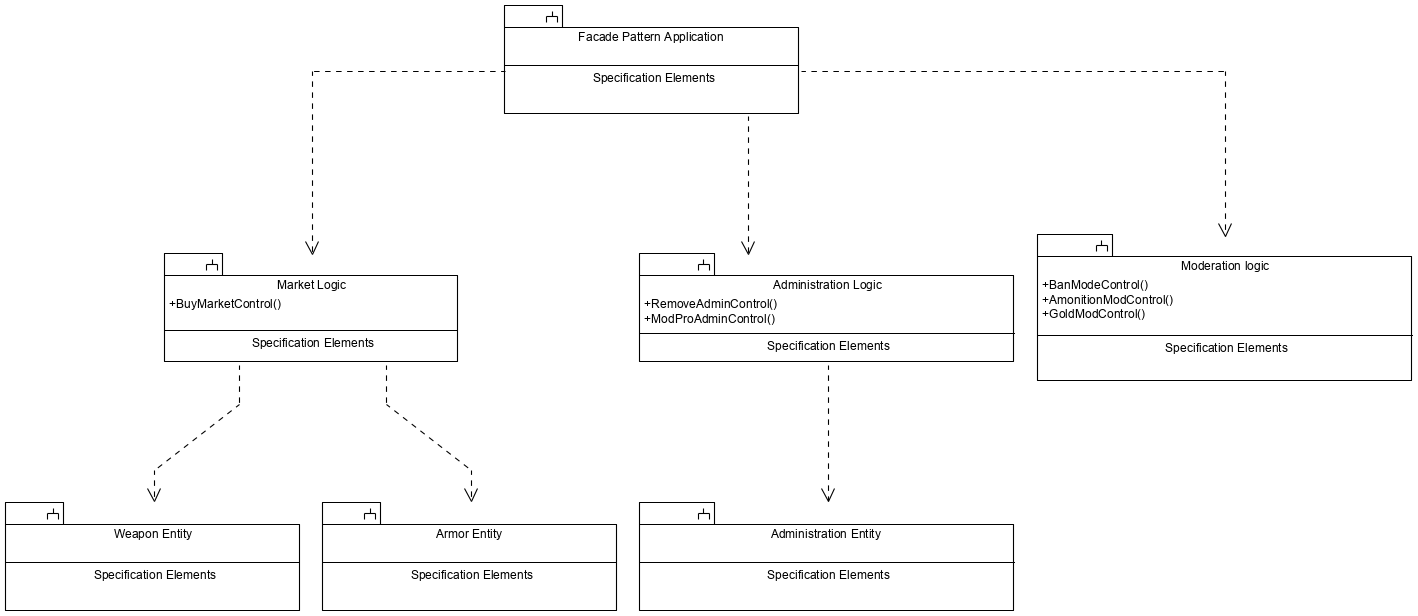 Facade Pattern Application
Specification Elements
Market Logic
+BuyMarketControl()
Specification Elements
Administration Logic
+RemoveAdminControl()
+ModProAdminControl()
Specification Elements
Moderation logic
+BanModeControl()
+AmonitionModControl()
+GoldModControl()
Specification Elements
Weapon Entity
Specification Elements
Armor Entity
Specification Elements
Administration Entity
Specification Elements